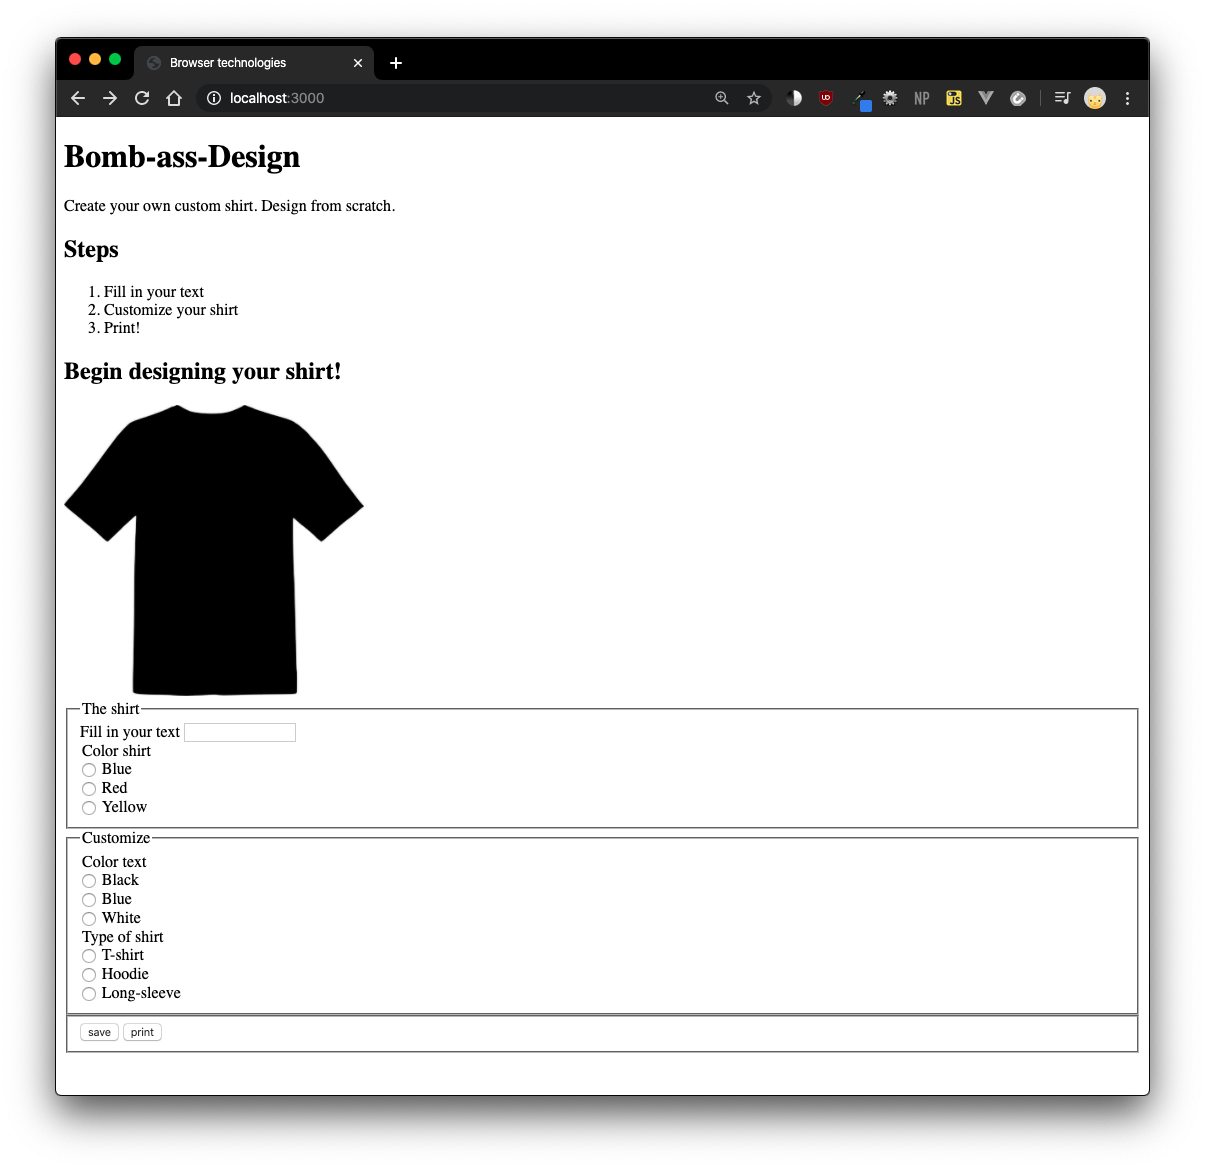 Browser technologies
localhost:3000
UD
NP
JS
Bomb-ass-Design
Create your own custom shirt. Design from scratch.
Steps
1. Fill in your text
2. Customize your shirt
3. Print!
Begin designing your shirt!
The shirt
Fill in your text
Color shirt
Blue
Red
Yellow
Customize
Color text
Black
Blue
White
Type of shirt
T-shirt
Hoodie
Long-sleeve
save print